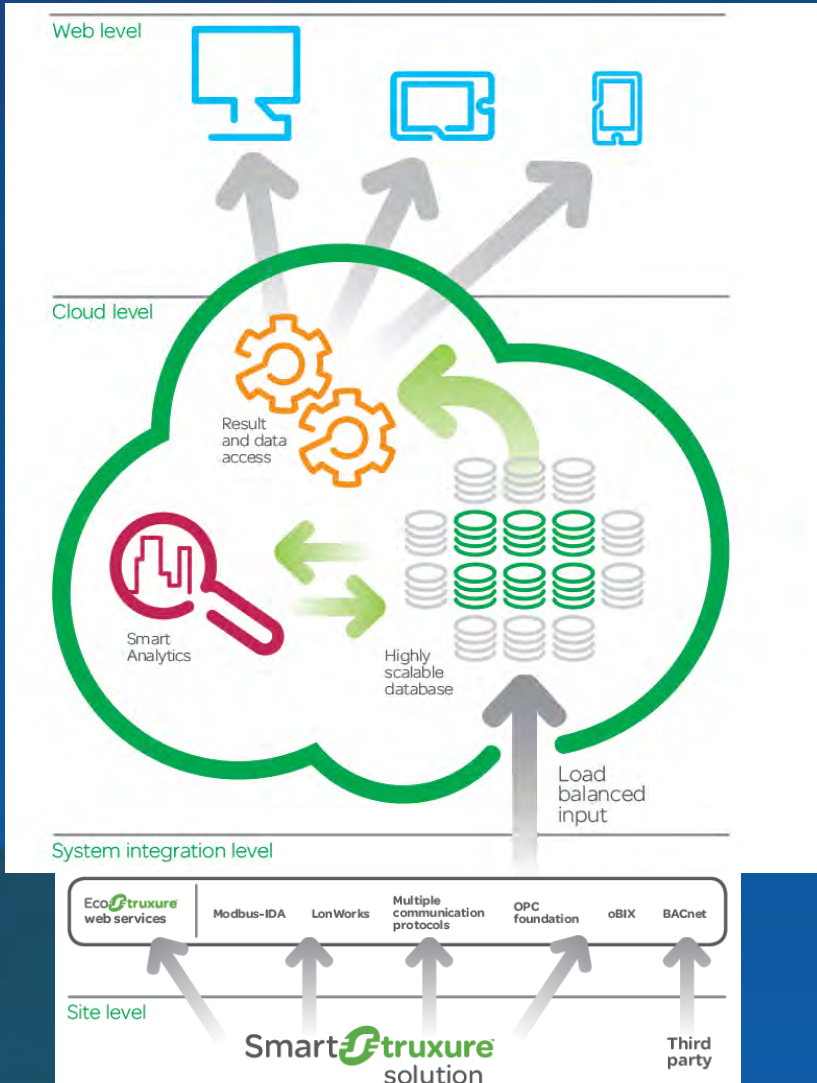 Web level
Cloud level
Result
and data
access
Smart
Analytics
Highly
scalable
database
Load
balanced
input
System integration level
EcoStruxure
web services
Modbus-IDA
LonWorks
Multiple
communication
protocols
OPC
foundation
oBIX
BACnet
Site level
SmartStruxure
solution
Third
party